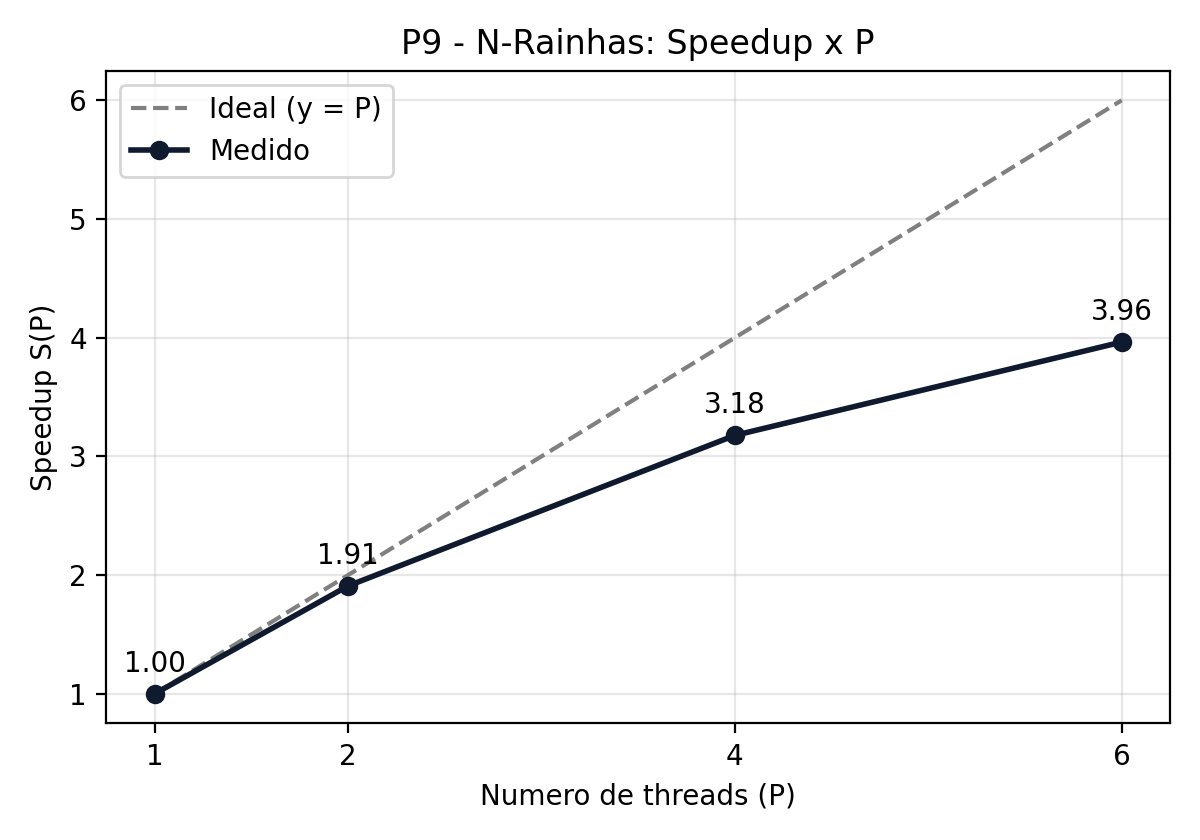 P9 - N-Rainhas: Speedup x P
Ideal (y = P)
Medido
6
5
4
3
2
1
Speedup S(P)
3.96
3.18
1.91
1.00
1
2
4
6
Numero de threads (P)